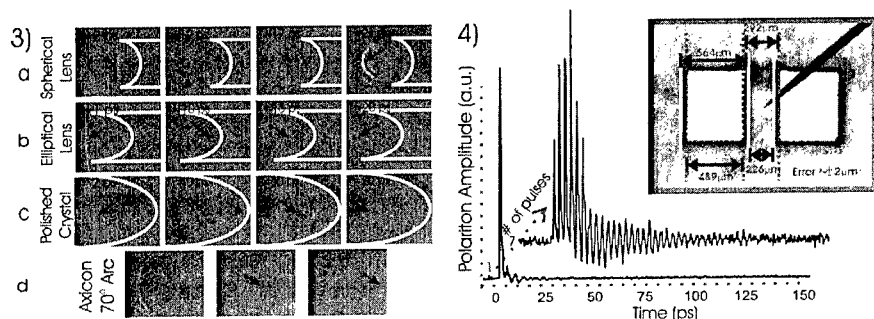 3)
a
Spherical
Lens
b
Elliptical
Lens
c
Polished
Crystal
d
Axicon
70° Arc
4)
Polariton Amplitude (a.u.)
# of pulses
7
1
0
25
50
75
100
125
150
Time (ps)
564µm
292µm
489µm
226µm
Error ~±2µm